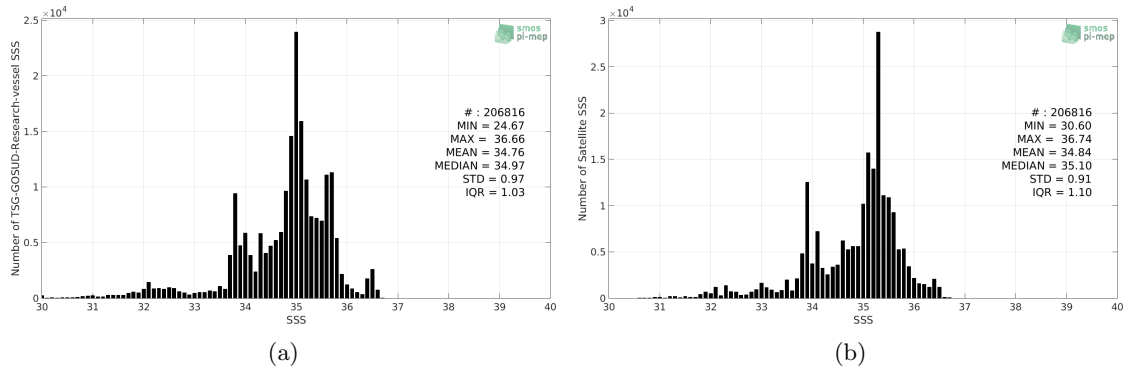 ×10⁴
2.5
2
1.5
1
0.5
0
Number of TSG-GOSUD-Research-vessel SSS
30 31 32 33 34 35 36 37 38 39 40
SSS
smos
pi-mep
# : 206816
MIN = 24.67
MAX = 36.66
MEAN = 34.76
MEDIAN = 34.97
STD = 0.97
IQR = 1.03
(a)
×10⁴
3
2.5
2
1.5
1
0.5
0
Number of Satellite SSS
30 31 32 33 34 35 36 37 38 39 40
SSS
smos
pi-mep
# : 206816
MIN = 30.60
MAX = 36.74
MEAN = 34.84
MEDIAN = 35.10
STD = 0.91
IQR = 1.10
(b)